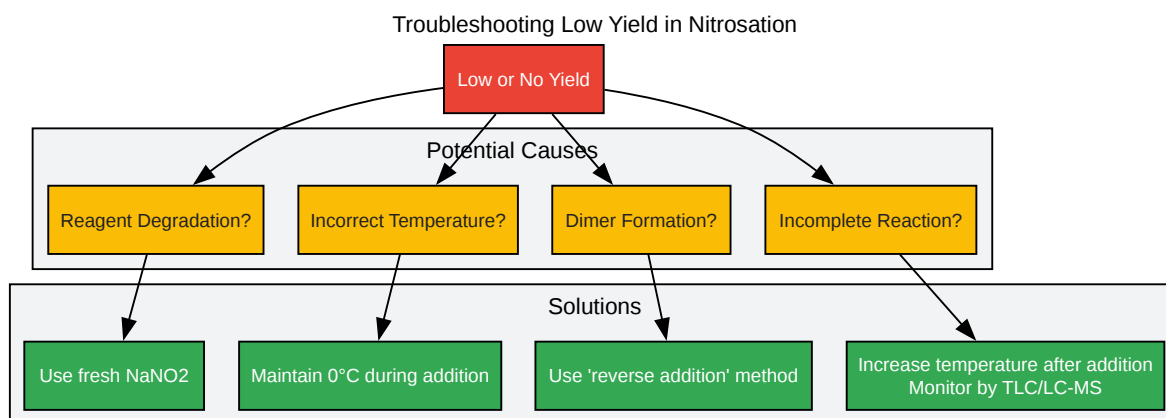 Troubleshooting Low Yield in Nitrosation
Low or No Yield
Potential Causes
Reagent Degradation?
Incorrect Temperature?
Dimer Formation?
Incomplete Reaction?
Solutions
Use fresh NaNO2
Maintain 0°C during addition
Use 'reverse addition' method
Increase temperature after addition
Monitor by TLC/LC-MS